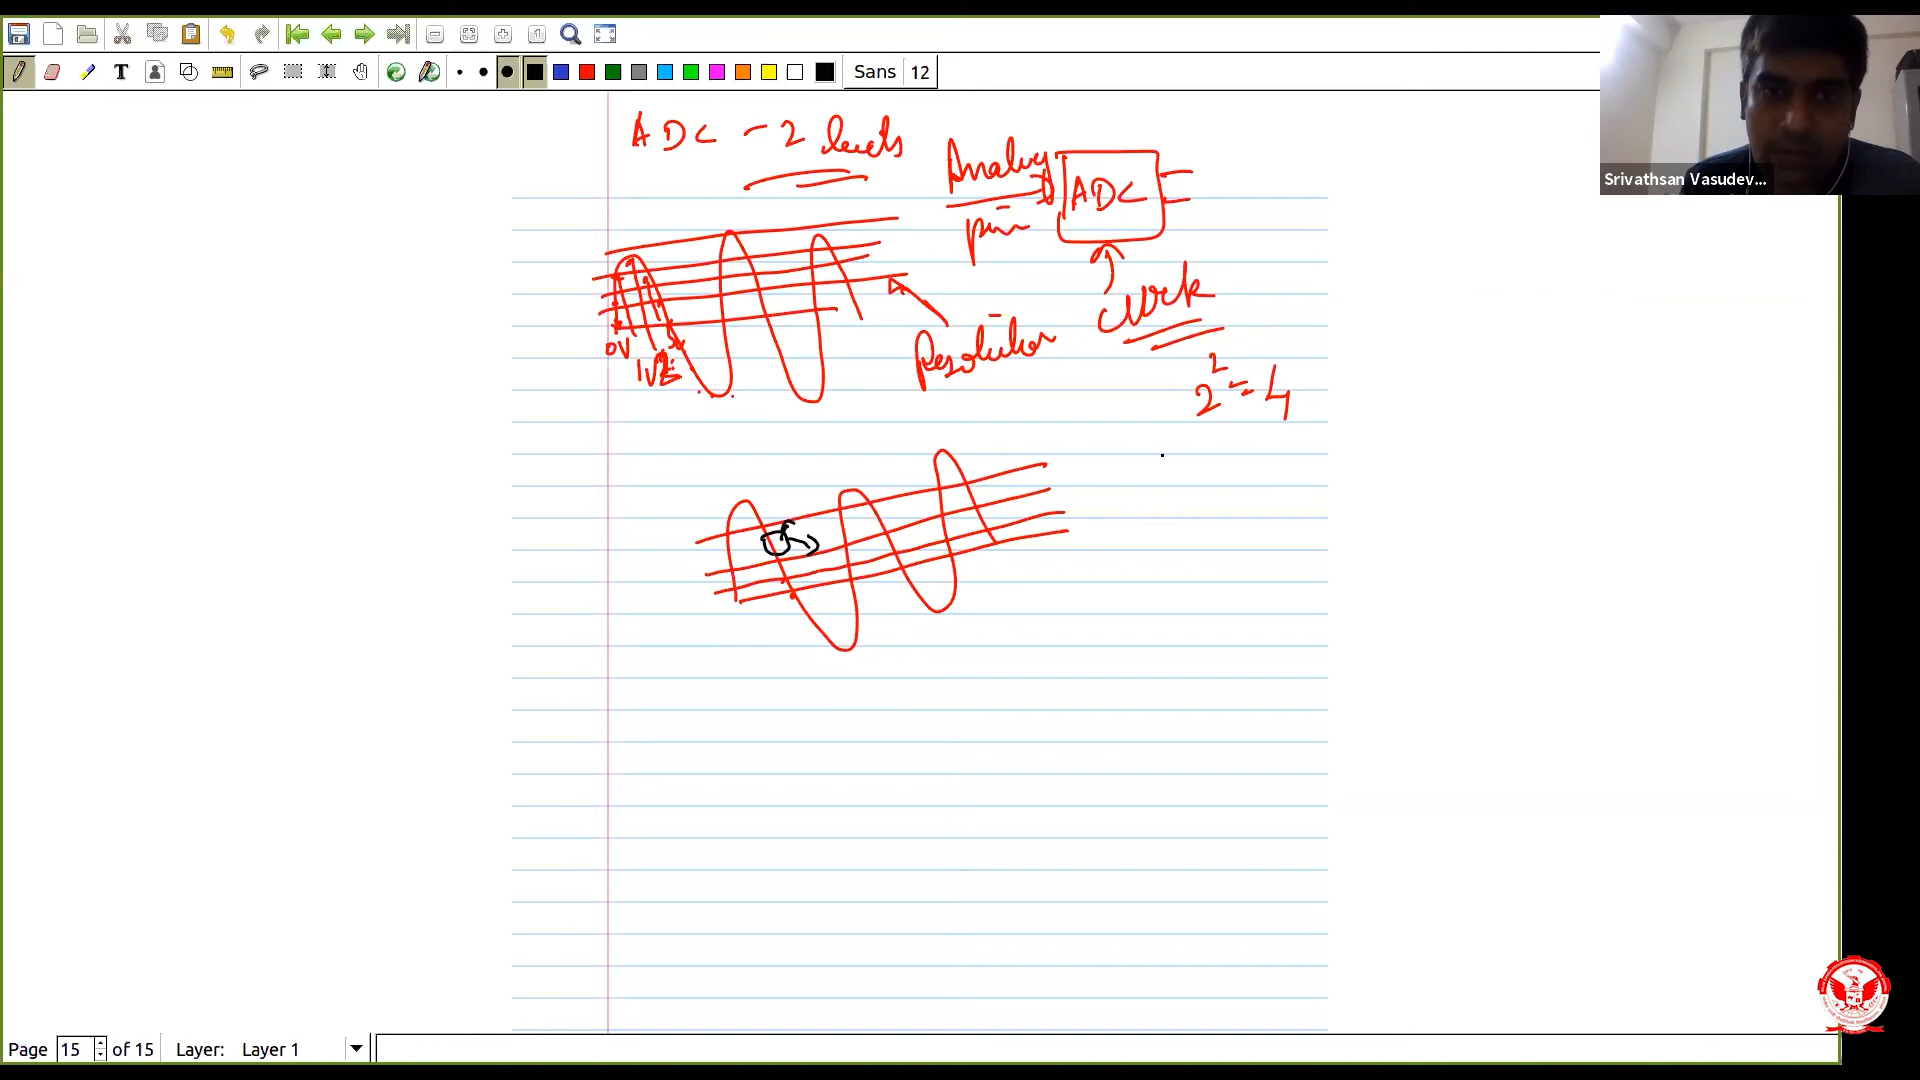 Sans 12
Srivathsan Vasudev...
ADC - 2 levels
Analog
pin
ADC
clock
0V
1V
Resolution
2² = 4
Page 15 of 15 Layer: Layer 1